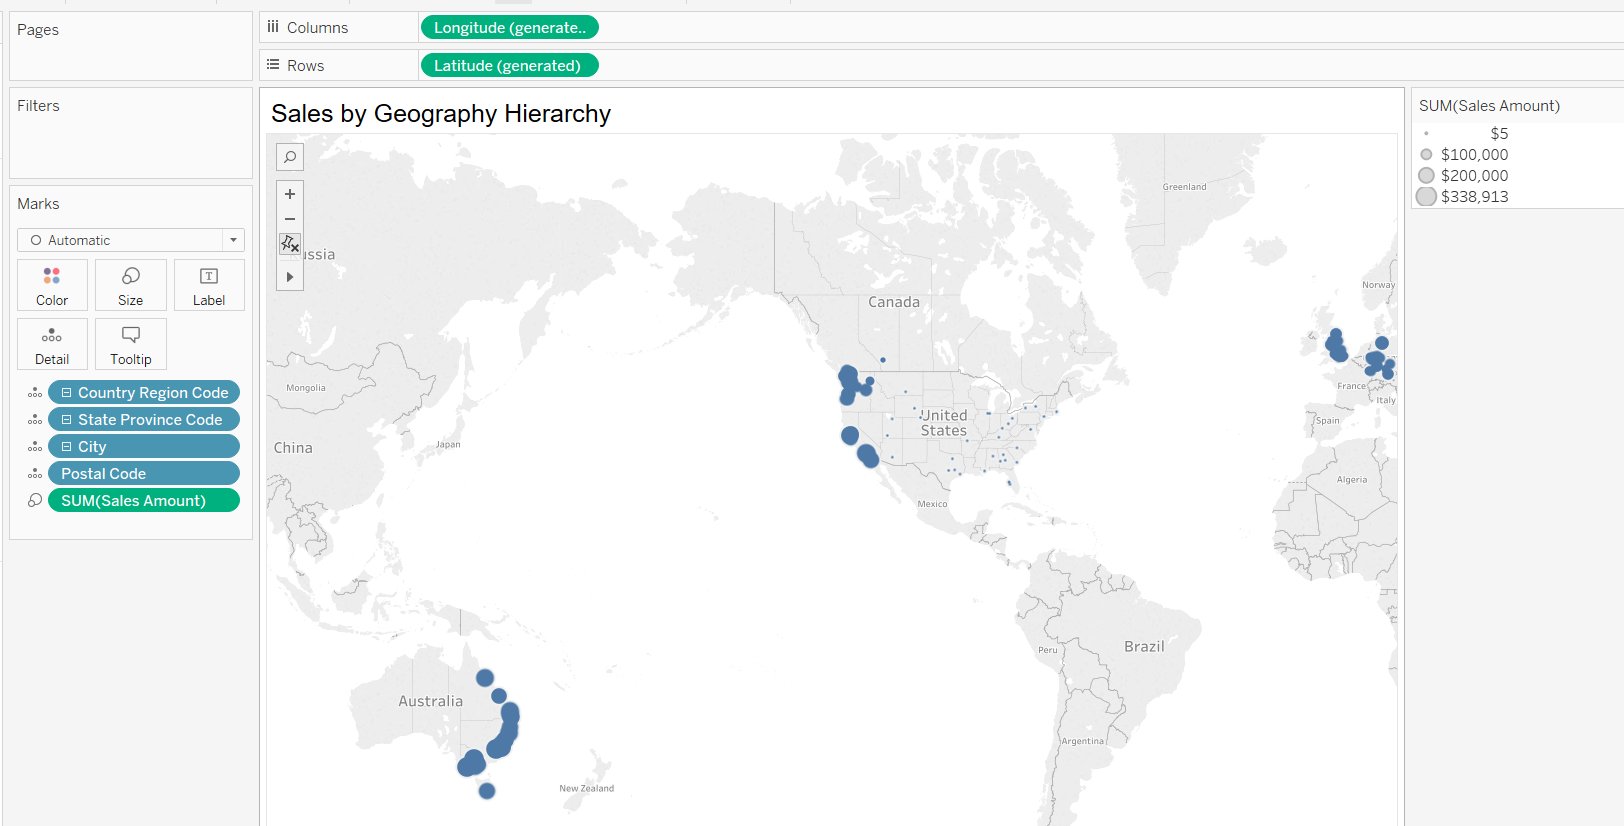 Pages
Columns
Longitude (generate..
Rows
Latitude (generated)
Filters
Marks
Automatic
Color
Size
Label
Detail
Tooltip
Country Region Code
State Province Code
City
Postal Code
SUM(Sales Amount)
Sales by Geography Hierarchy
ussia
Mongolia
China
Japan
Australia
New Zealand
Canada
United
States
Mexico
Greenland
Norway
France
Italy
Spain
Algeria
Peru
Brazil
Argentina
SUM(Sales Amount)
$5
$100,000
$200,000
$338,913